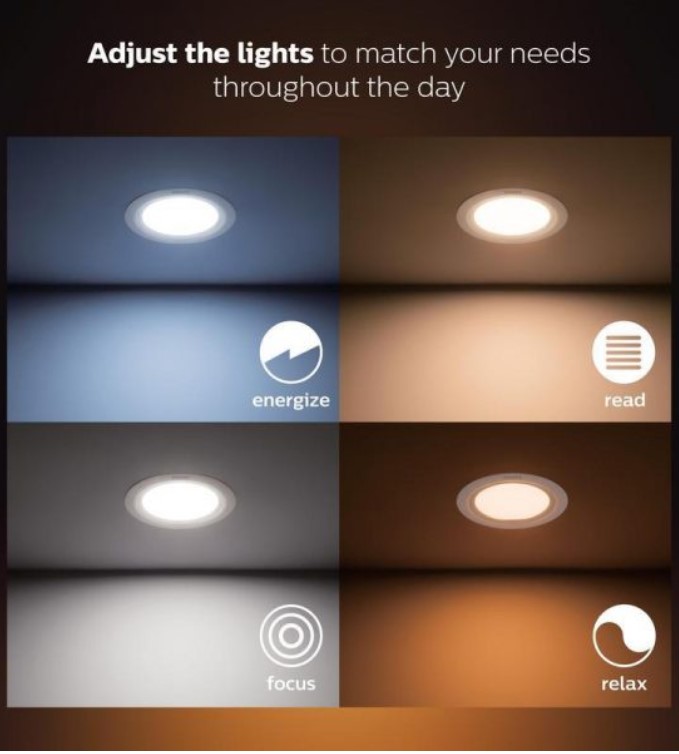 Adjust the lights to match your needs
throughout the day
energize
read
focus
relax